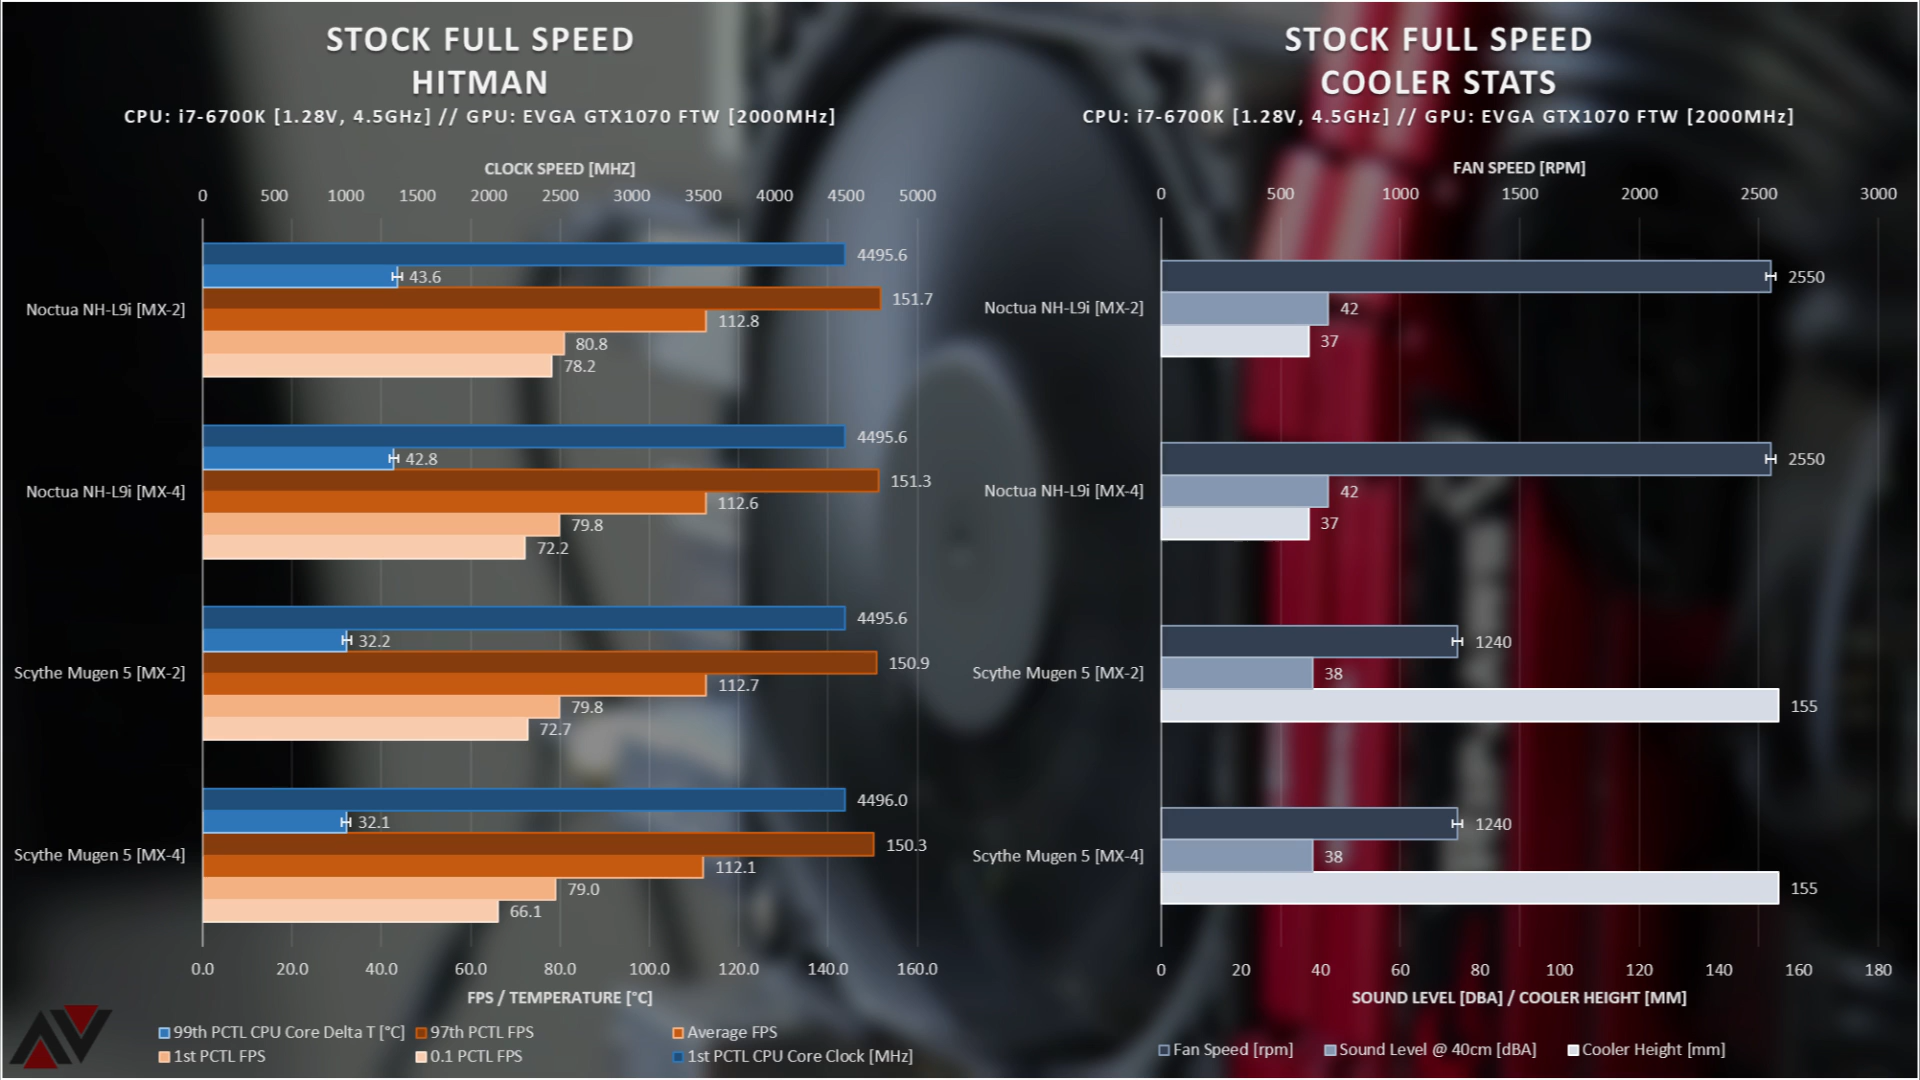 STOCK FULL SPEED
HITMAN
CPU: i7-6700K [1.28V, 4.5GHz] // GPU: EVGA GTX1070 FTW [2000MHz]
CLOCK SPEED [MHZ]
0 500 1000 1500 2000 2500 3000 3500 4000 4500 5000
4495.6
43.6
151.7
Noctua NH-L9i [MX-2]
112.8
80.8
78.2
4495.6
42.8
151.3
Noctua NH-L9i [MX-4]
112.6
79.8
72.2
4495.6
32.2
150.9
Scythe Mugen 5 [MX-2]
112.7
79.8
72.7
4496.0
32.1
150.3
Scythe Mugen 5 [MX-4]
112.1
79.0
66.1
0.0 20.0 40.0 60.0 80.0 100.0 120.0 140.0 160.0
FPS / TEMPERATURE [°C]
99th PCTL CPU Core Delta T [°C] 97th PCTL FPS Average FPS
1st PCTL FPS 0.1 PCTL FPS 1st PCTL CPU Core Clock [MHz]
STOCK FULL SPEED
COOLER STATS
CPU: i7-6700K [1.28V, 4.5GHz] // GPU: EVGA GTX1070 FTW [2000MHz]
FAN SPEED [RPM]
0 500 1000 1500 2000 2500 3000
2550
Noctua NH-L9i [MX-2] 42
37
2550
Noctua NH-L9i [MX-4] 42
37
1240
Scythe Mugen 5 [MX-2] 38
155
1240
Scythe Mugen 5 [MX-4] 38
155
0 20 40 60 80 100 120 140 160 180
SOUND LEVEL [DBA] / COOLER HEIGHT [MM]
Fan Speed [rpm] Sound Level @ 40cm [dBA] Cooler Height [mm]